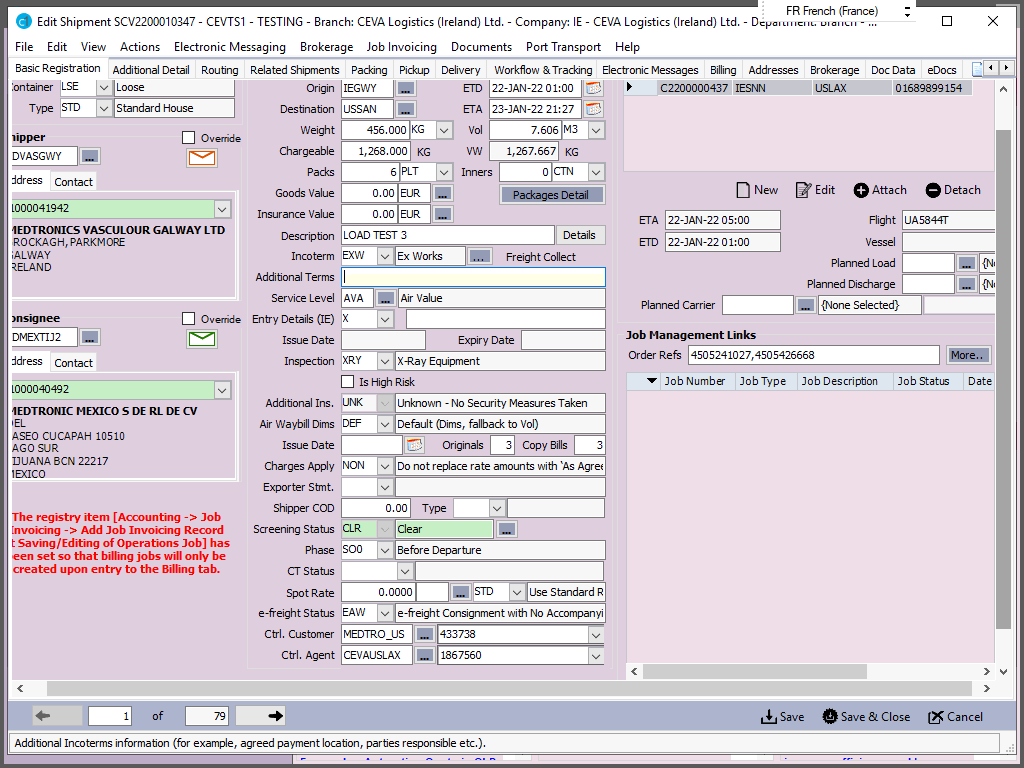 Edit Shipment SCV2200010347 - CEVTS1 - TESTING - Branch: CEVA Logistics (Ireland) Ltd. - Company: IE - CEVA Logistics (Ireland) Ltd. - Department: Branch - ...
FR French (France)
File Edit View Actions Electronic Messaging Brokerage Job Invoicing Documents Port Transport Help
Basic Registration Additional Detail Routing Related Shipments Packing Pickup Delivery Workflow & Tracking Electronic Messages Billing Addresses Brokerage Doc Data eDocs
ontainer LSE Loose
Type STD Standard House
hipper
Override
DVASGWY ...
ddress Contact
1000041942
MEDTRONICS VASCULOUR GALWAY LTD
ROCKAGH, PARKMORE
ALWAY
RELAND
onsignee
Override
DMEXTIJ2 ...
ddress Contact
1000040492
MEDTRONIC MEXICO S DE RL DE CV
DEL
ASEO CUCAPAH 10510
AGO SUR
IJUANA BCN 22217
MEXICO
The registry item [Accounting -> Job
Invoicing -> Add Job Invoicing Record
t Saving/Editing of Operations Job] has
een set so that billing jobs will only be
created upon entry to the Billing tab.
Origin IEGWY ... ETD 22-JAN-22 01:00
Destination USSAN ... ETA 23-JAN-22 21:27
Weight 456.000 KG Vol 7.606 M3
Chargeable 1,268.000 KG VW 1,267.667 KG
Packs 6 PLT Inners 0 CTN
Goods Value 0.00 EUR ... Packages Detail
Insurance Value 0.00 EUR ...
Description LOAD TEST 3 Details
Incoterm EXW Ex Works ... Freight Collect
Additional Terms
Service Level AVA ... Air Value
Entry Details (IE) X
Issue Date Expiry Date
Inspection XRY X-Ray Equipment
Is High Risk
Additional Ins. UNK Unknown - No Security Measures Taken
Air Waybill Dims DEF Default (Dims, fallback to Vol)
Issue Date Originals 3 Copy Bills 3
Charges Apply NON Do not replace rate amounts with 'As Agree
Exporter Stmt.
Shipper COD 0.00 Type
Screening Status CLR Clear ...
Phase SO0 Before Departure
CT Status
Spot Rate 0.0000 ... STD Use Standard R
e-freight Status EAW e-freight Consignment with No Accompanyi
Ctrl. Customer MEDTRO_US ... 433738
Ctrl. Agent CEVAUSLAX ... 1867560
C2200000437 IESNN USLAX 01689899154
New Edit Attach Detach
ETA 22-JAN-22 05:00 Flight UA5844T
ETD 22-JAN-22 01:00 Vessel
Planned Load ... {No
Planned Discharge ... {No
Planned Carrier ... {None Selected}
Job Management Links
Order Refs 4505241027,4505426668 More..
Job Number Job Type Job Description Job Status Date
1 of 79
Save Save & Close Cancel
Additional Incoterms information (for example, agreed payment location, parties responsible etc.).